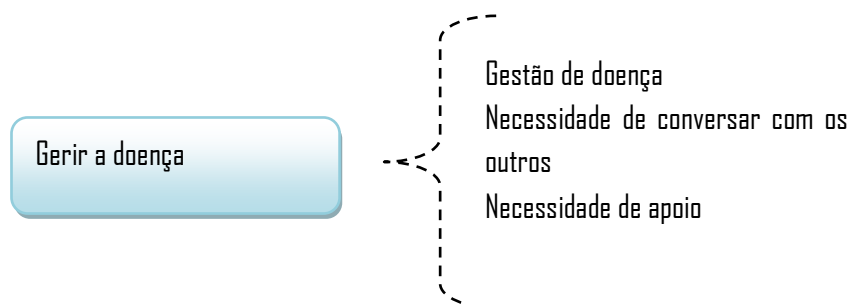 Gerir a doença
Gestão de doença
Necessidade de conversar com os
outros
Necessidade de apoio